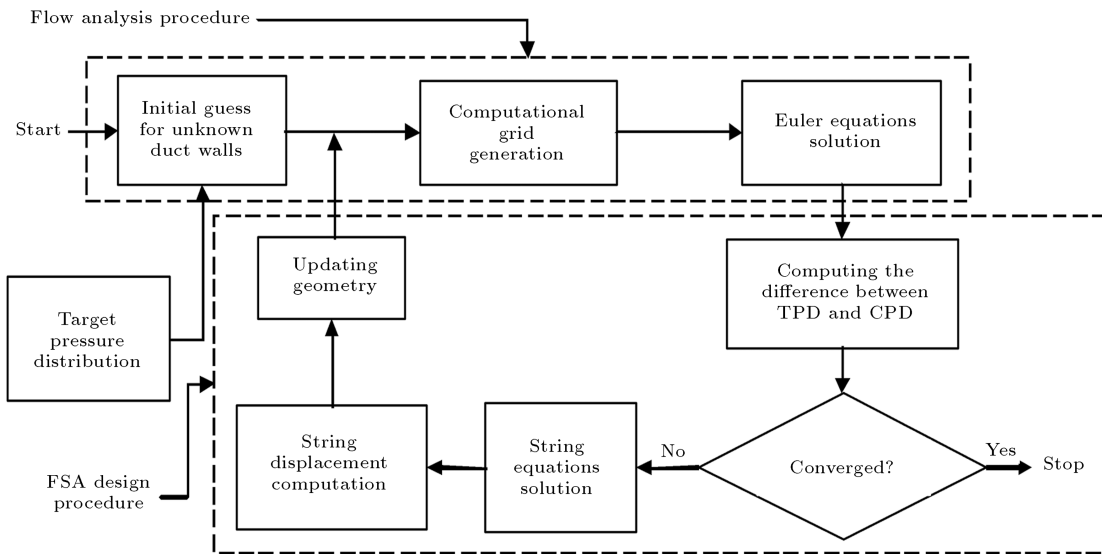 Flow analysis procedure
Start
Initial guess
for unknown
duct walls
Computational
grid
generation
Euler equations
solution
Updating
geometry
Computing the
difference between
TPD and CPD
Target
pressure
distribution
String
displacement
computation
String
equations
solution
No
Converged?
Yes
Stop
FSA design
procedure